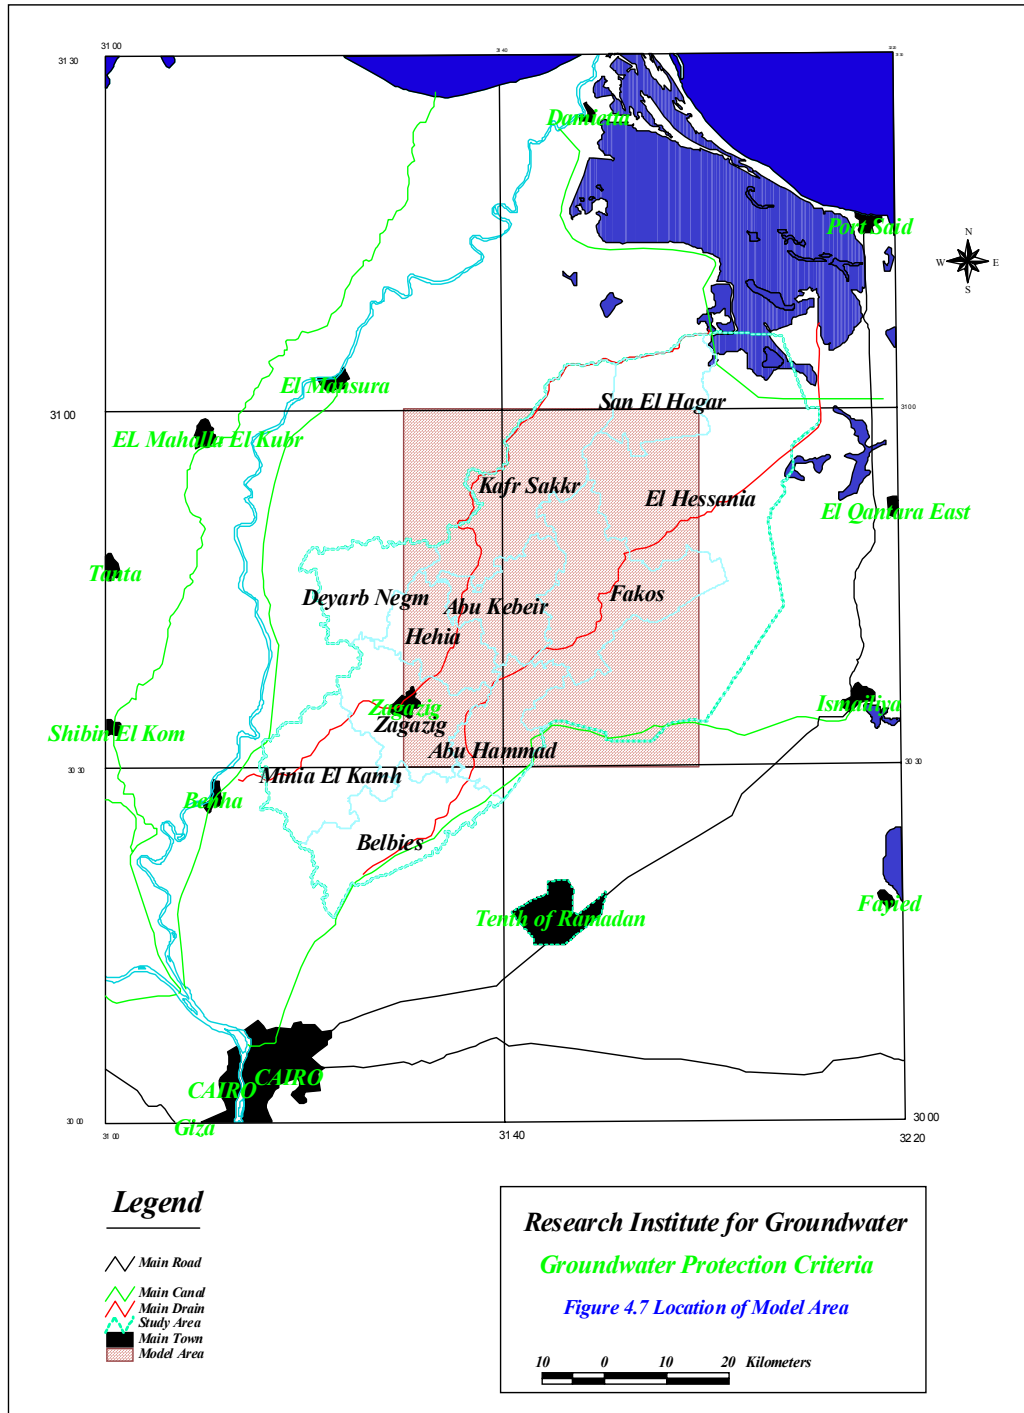 31 00
31 40
31 30
Damietta
Port Said
N
W E
S
El Mansura
San El Hagar
31 00
31 00
EL Mahalla El Kubr
Kafr Sakkr
El Hessania
El Qantara East
Tanta
Deyarb Negm
Abu Kebeir
Fakos
Hehia
Zagazig
Ismailiya
Zagazig
Shibin El Kom
Abu Hammad
30 30
30 30
Minia El Kamh
Banha
Belbies
Tenth of Ramadan
Fayied
CAIRO
CAIRO
Giza
30 00
30 00
31 00
31 40
32 20
Legend
Main Road
Main Canal
Main Drain
Study Area
Main Town
Model Area
Research Institute for Groundwater
Groundwater Protection Criteria
Figure 4.7 Location of Model Area
10 0 10 20 Kilometers